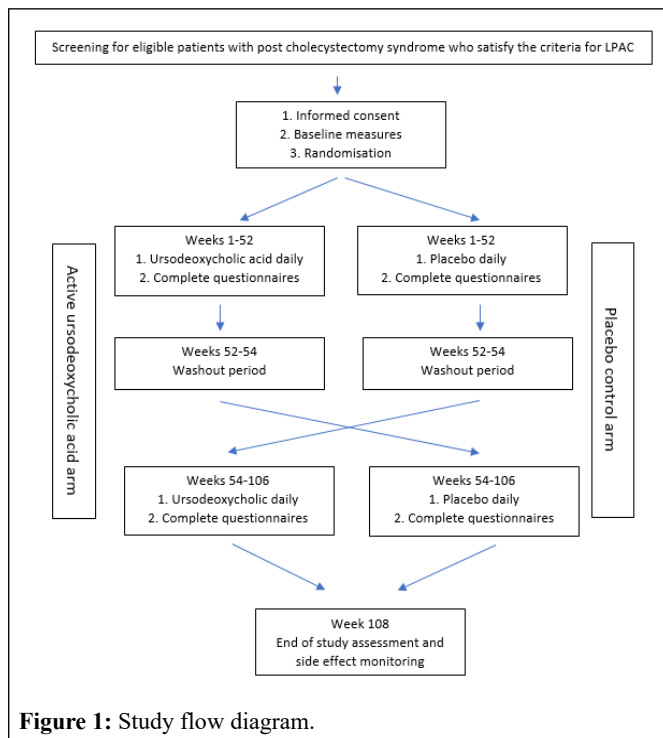 Screening for eligible patients with post cholecystectomy syndrome who satisfy the criteria for LPAC
1. Informed consent
2. Baseline measures
3. Randomisation
Active ursodeoxycholic acid arm
Weeks 1-52
1. Ursodeoxycholic acid daily
2. Complete questionnaires
Weeks 1-52
1. Placebo daily
2. Complete questionnaires
Placebo control arm
Weeks 52-54
Washout period
Weeks 52-54
Washout period
Weeks 54-106
1. Ursodeoxycholic daily
2. Complete questionnaires
Weeks 54-106
1. Placebo daily
2. Complete questionnaires
Week 108
End of study assessment and
side effect monitoring
Figure 1: Study flow diagram.